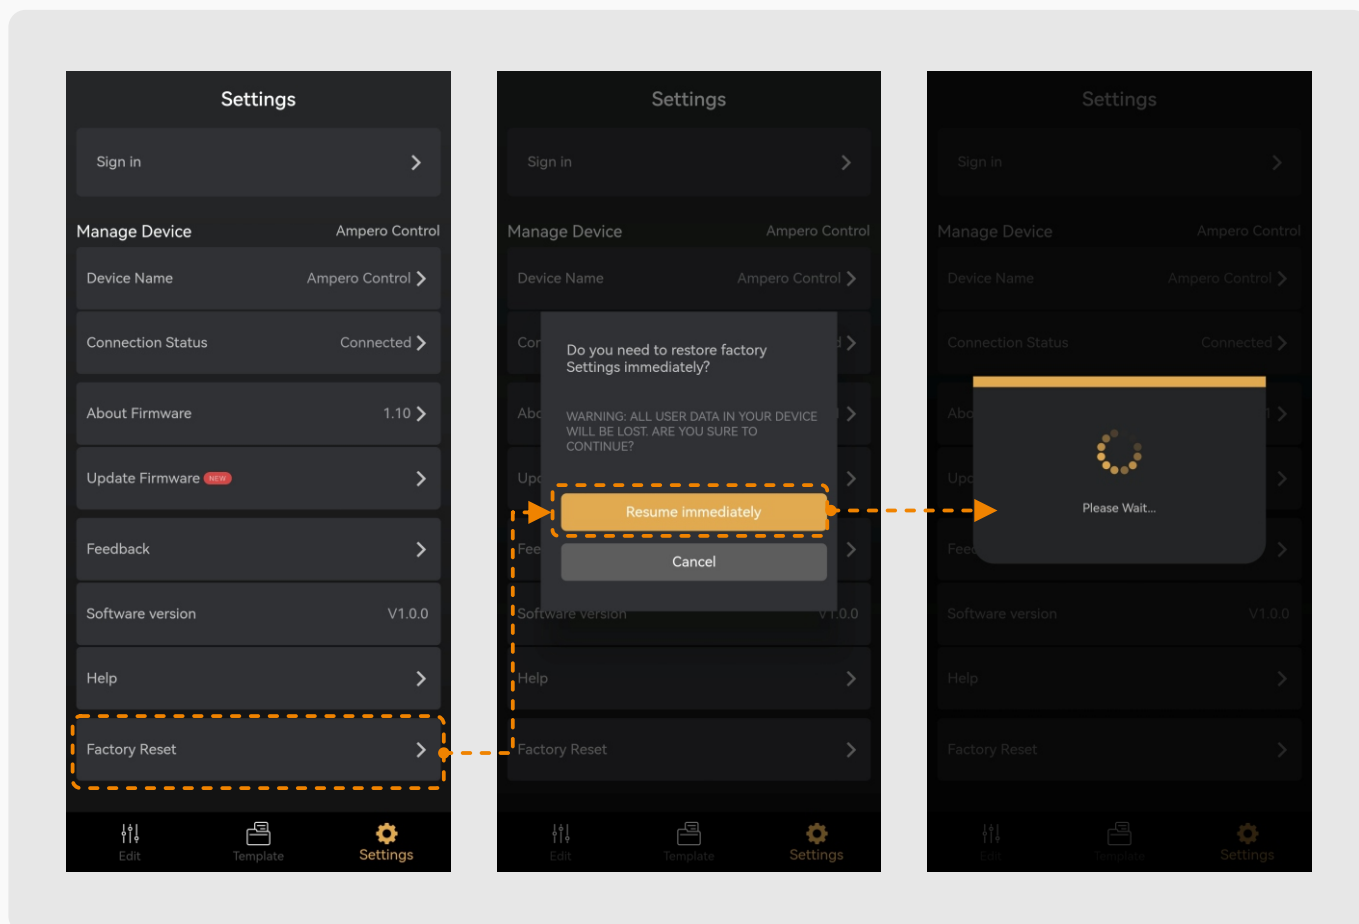 Settings
Sign in
Manage Device Ampero Control
Device Name Ampero Control
Connection Status Connected
About Firmware 1.10
Update Firmware NEW
Feedback
Software version V1.0.0
Help
Factory Reset
Edit Template Settings
Settings
Sign in
Manage Device Ampero Control
Device Name Ampero Control
Do you need to restore factory
Settings immediately?
WARNING: ALL USER DATA IN YOUR DEVICE
WILL BE LOST. ARE YOU SURE TO
CONTINUE?
Resume immediately
Cancel
Software version V1.0.0
Help
Factory Reset
Edit Template Settings
Settings
Sign in
Manage Device Ampero Control
Device Name Ampero Control
Connection Status Connected
Please Wait...
Software version V1.0.0
Help
Factory Reset
Edit Template Settings